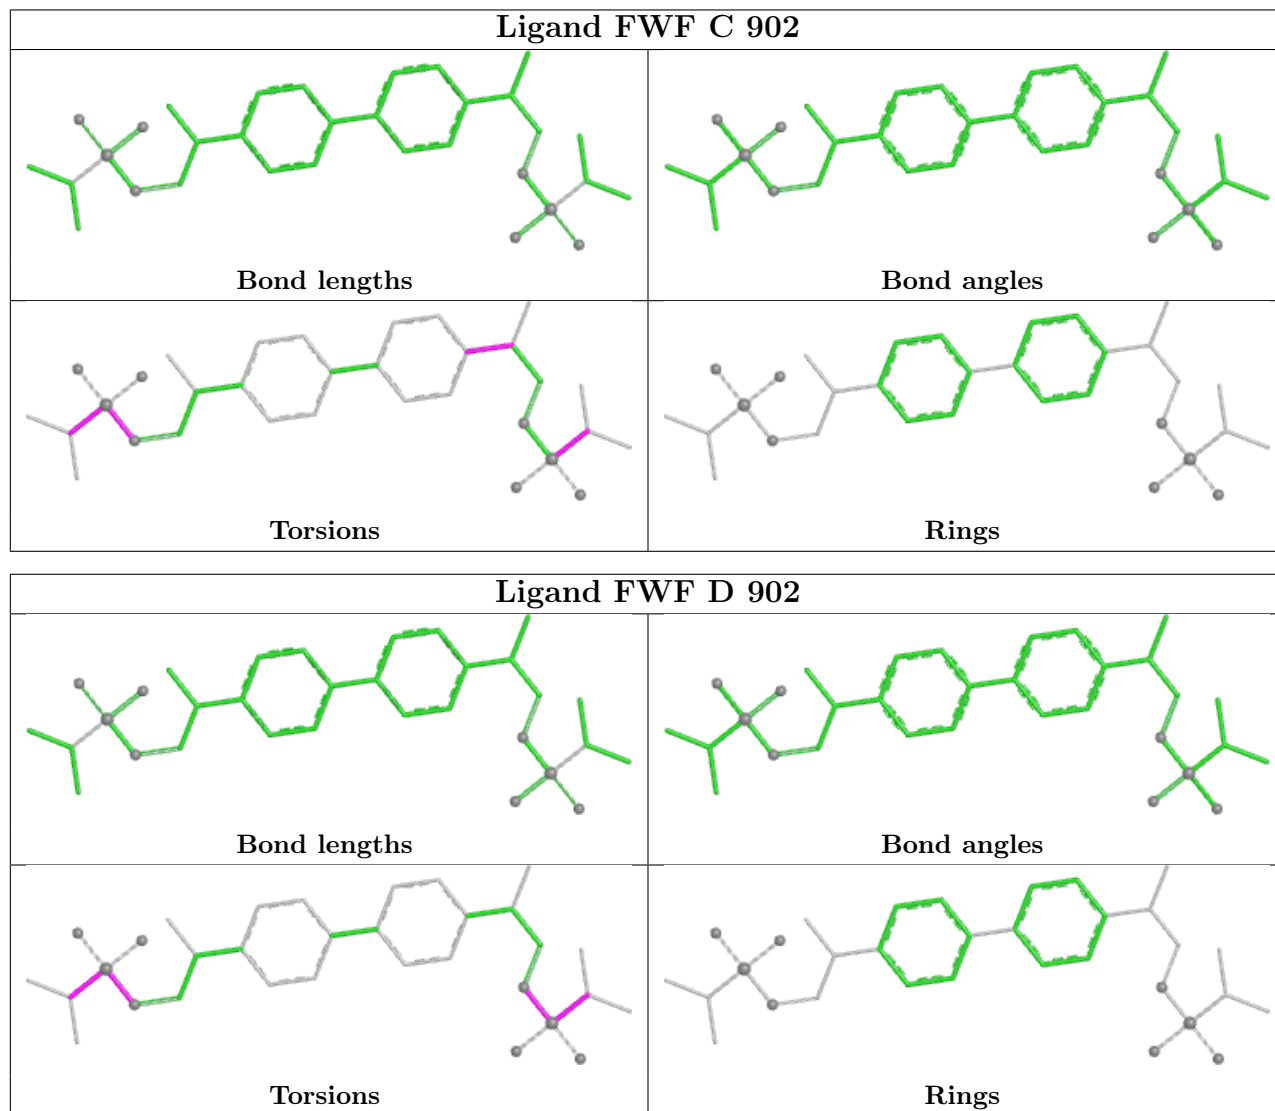 Ligand FWF C 902
Bond lengths
Bond angles
Torsions
Rings
Ligand FWF D 902
Bond lengths
Bond angles
Torsions
Rings